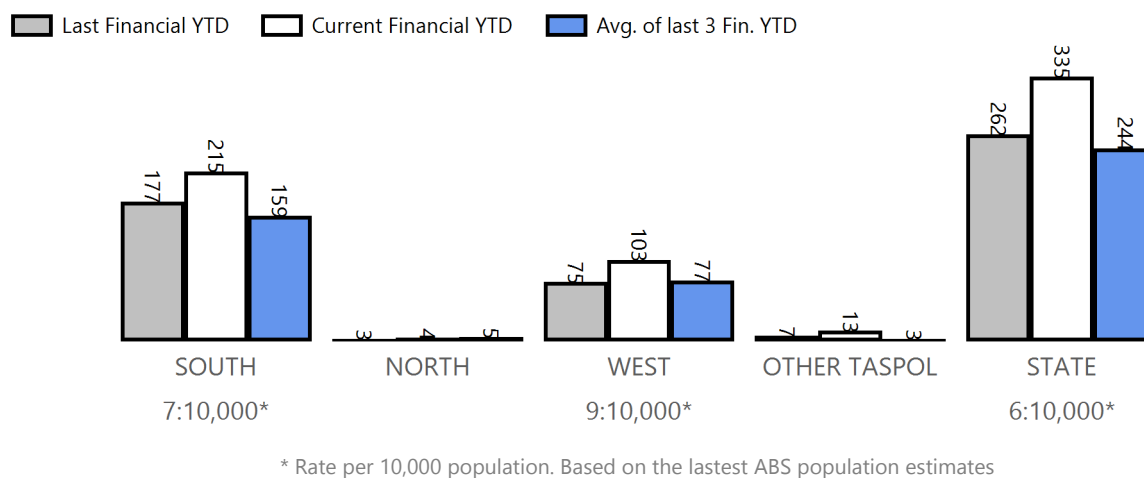 Last Financial YTD Current Financial YTD Avg. of last 3 Fin. YTD
177 215 159 3 4 5 75 103 77 7 13 3 262 335 244
SOUTH NORTH WEST OTHER TASPOL STATE
7:10,000* 9:10,000* 6:10,000*
* Rate per 10,000 population. Based on the lastest ABS population estimates